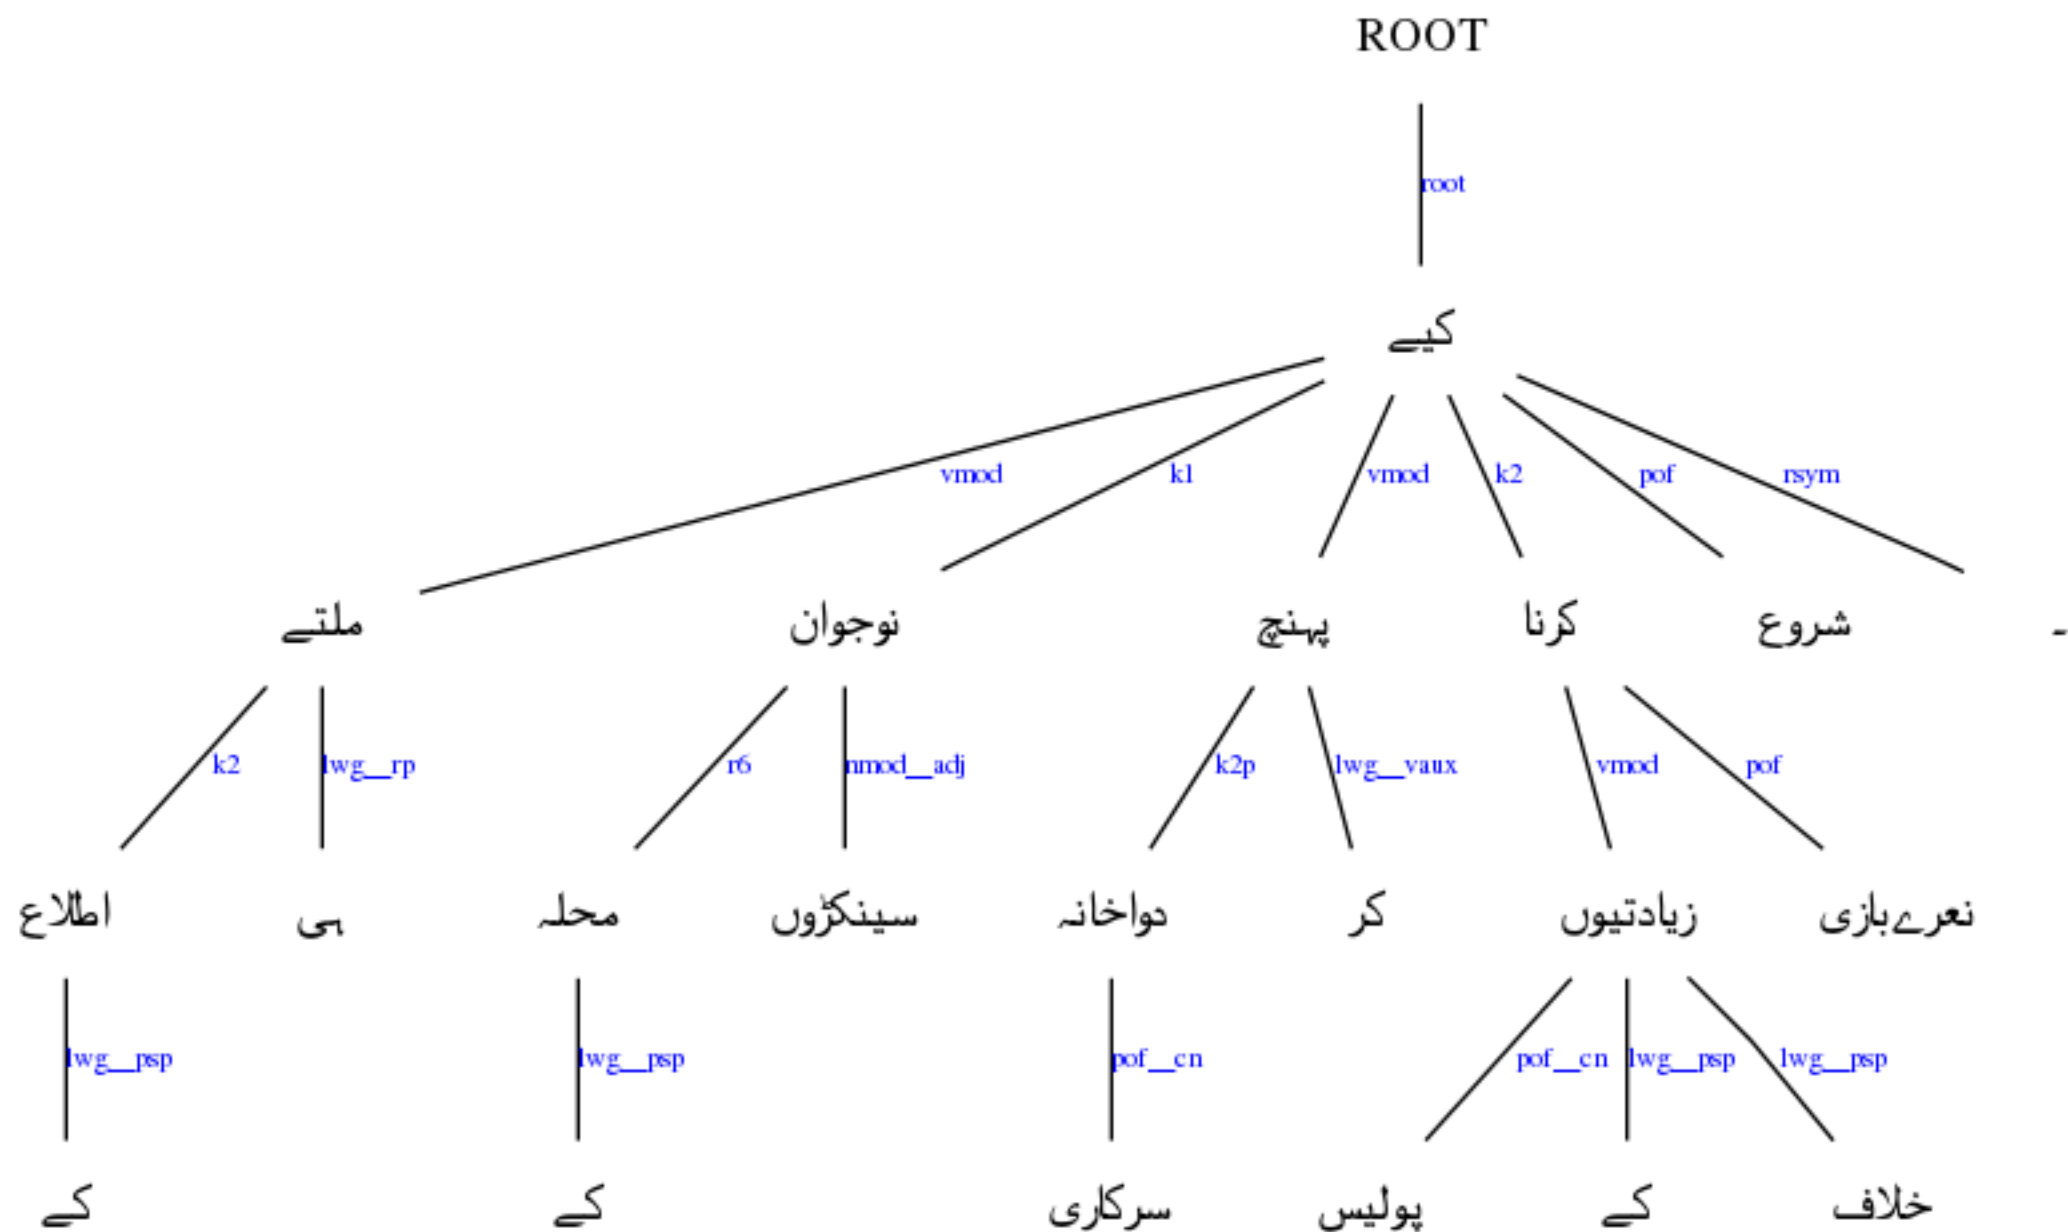 ROOT
root
کیے
vmod k1 vmod k2 pof rsym
ملتے نوجوان پہنچ کرنا شروع ۔
k2 lwg__rp r6 nmod__adj k2p lwg__vaux vmod pof
اطلاع ہی محلہ سینکڑوں دواخانہ کر زیادتیوں نعرےبازی
lwg__psp lwg__psp pof__cn pof__cn lwg__psp lwg__psp
کے کے سرکاری پولیس کے خلاف